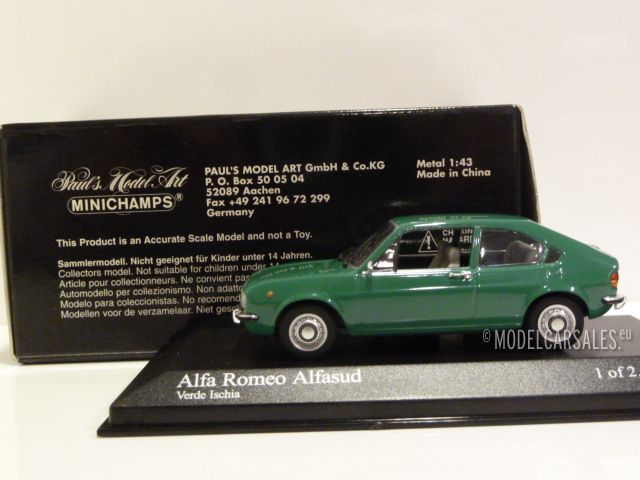 Paul's Model Art
MINICHAMPS®
PAUL'S MODEL ART GmbH & Co.KG
P. O. Box 50 05 04
52089 Aachen
Fax +49 241 96 72 299
Germany
Metal 1:43
Made in China
This Product is an Accurate Scale Model and not a Toy.
Sammlermodell. Nicht geeignet für Kinder unter 14 Jahren.
Collectors model. Not suitable for children under
Article pour collectionneurs. Ne convient pas
Automodello per collezionismo. Non adatto
Modelo para coleccionistas. No
Modellen voor de verzamelaar. Niet
©MODELCARSALES.eu
Alfa Romeo Alfasud
Verde Ischia
1 of 2.